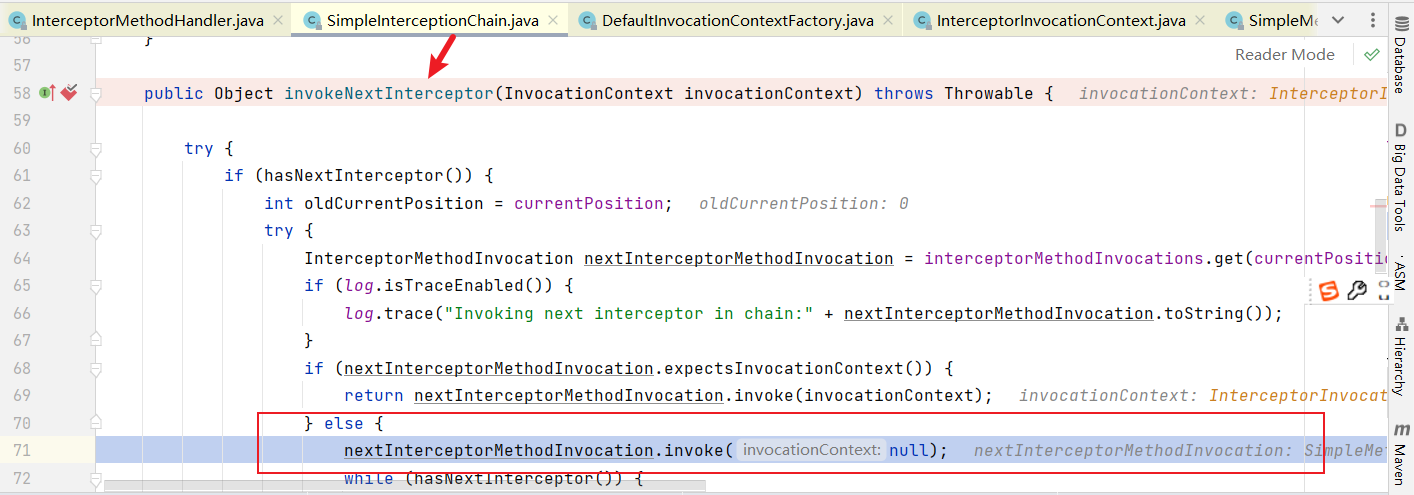 InterceptorMethodHandler.java × SimpleInterceptionChain.java × DefaultInvocationContextFactory.java × InterceptorInvocationContext.java × SimpleMe
Reader Mode
56 }
57
58 public Object invokeNextInterceptor(InvocationContext invocationContext) throws Throwable { invocationContext: InterceptorI
59
60 try {
61 if (hasNextInterceptor()) {
62 int oldCurrentPosition = currentPosition; oldCurrentPosition: 0
63 try {
64 InterceptorMethodInvocation nextInterceptorMethodInvocation = interceptorMethodInvocations.get(currentPositio
65 if (log.isTraceEnabled()) {
66 log.trace("Invoking next interceptor in chain:" + nextInterceptorMethodInvocation.toString());
67 }
68 if (nextInterceptorMethodInvocation.expectsInvocationContext()) {
69 return nextInterceptorMethodInvocation.invoke(invocationContext); invocationContext: InterceptorInvocat
70 } else {
71 nextInterceptorMethodInvocation.invoke( invocationContext: null); nextInterceptorMethodInvocation: SimpleMe
72 while (hasNextInterceptor()) {
Database
D Big Data Tools
ASM
Hierarchy
m Maven